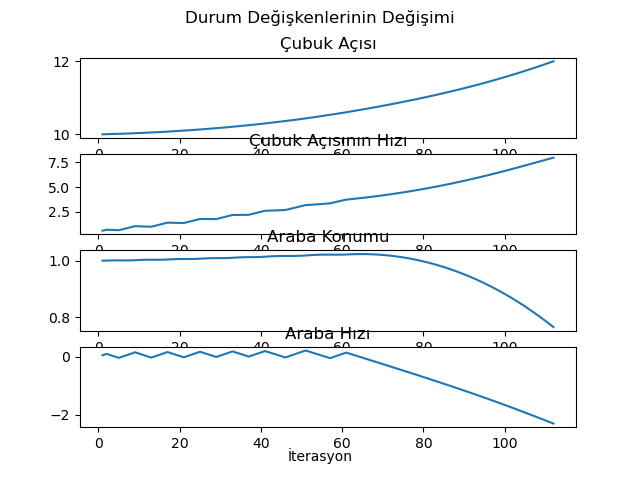 Durum Değişkenlerinin Değişimi
Çubuk Açısı
12
10
0 20 40 60 80 100
Çubuk Açısının Hızı
7.5
5.0
2.5
0 20 40 60 80 100
Araba Konumu
1.0
0.8
0 20 40 60 80 100
Araba Hızı
0
−2
0 20 40 60 80 100
İterasyon